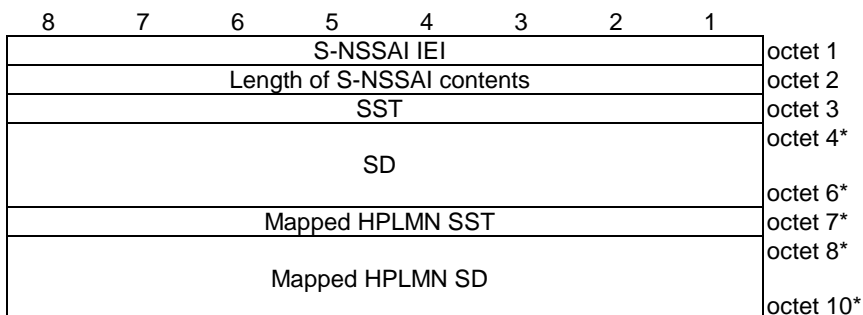 8 7 6 5 4 3 2 1
S-NSSAI IEI octet 1
Length of S-NSSAI contents octet 2
SST octet 3
octet 4*
SD
octet 6*
Mapped HPLMN SST octet 7*
octet 8*
Mapped HPLMN SD
octet 10*